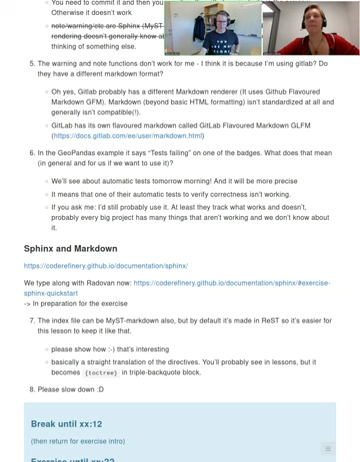 You need to commit it and then you
Otherwise it doesn't work
note/warning/etc are Sphinx (MyST
rendering doesn't generally know a
thinking of something else.
5. The warning and note functions don't work for me - I think it is because I'm using gitlab? Do
they have a different markdown format?
Oh yes, Gitlab probably has a different Markdown renderer (It uses Github Flavoured
Markdown GFM). Markdown (beyond basic HTML formatting) isn't standardized at all and
generally isn't compatible(!).
GitLab has its own flavoured markdown called GitLab Flavoured Markdown GLFM
(https://docs.gitlab.com/ee/user/markdown.html)
6. In the GeoPandas example it says "Tests failing" on one of the badges. What does that mean
(in general and for us if we want to use it)?
We'll see about automatic tests tomorrow morning! And it will be more precise
It means that one of their automatic tests to verify correctness isn't working.
If you ask me: I'd still probably use it. At least they track what works and doesn't,
probably every big project has many things that aren't working and we don't know about
it.
Sphinx and Markdown
https://coderefinery.github.io/documentation/sphinx/
We type along with Radovan now: https://coderefinery.github.io/documentation/sphinx/#exercise-
sphinx-quickstart
-> In preparation for the exercise
7. The index file can be MyST-markdown also, but by default it's made in ReST so it's easier for
this lesson to keep it like that.
please show how :-) that's interesting
basically a straight translation of the directives. You'll probably see in lessons, but it
becomes {toctree} in triple-backquote block.
8. Please slow down :D
Break until xx:12
(then return for exercise intro)
Exercise until xx:22